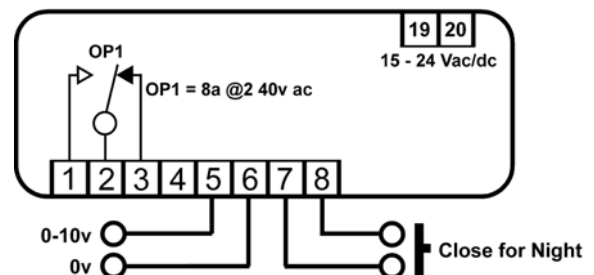 19 20
OP1
15 - 24 Vac/dc
OP1 = 8a @2 40v ac
1 2 3 4 5 6 7 8
0-10v
Close for Night
0v